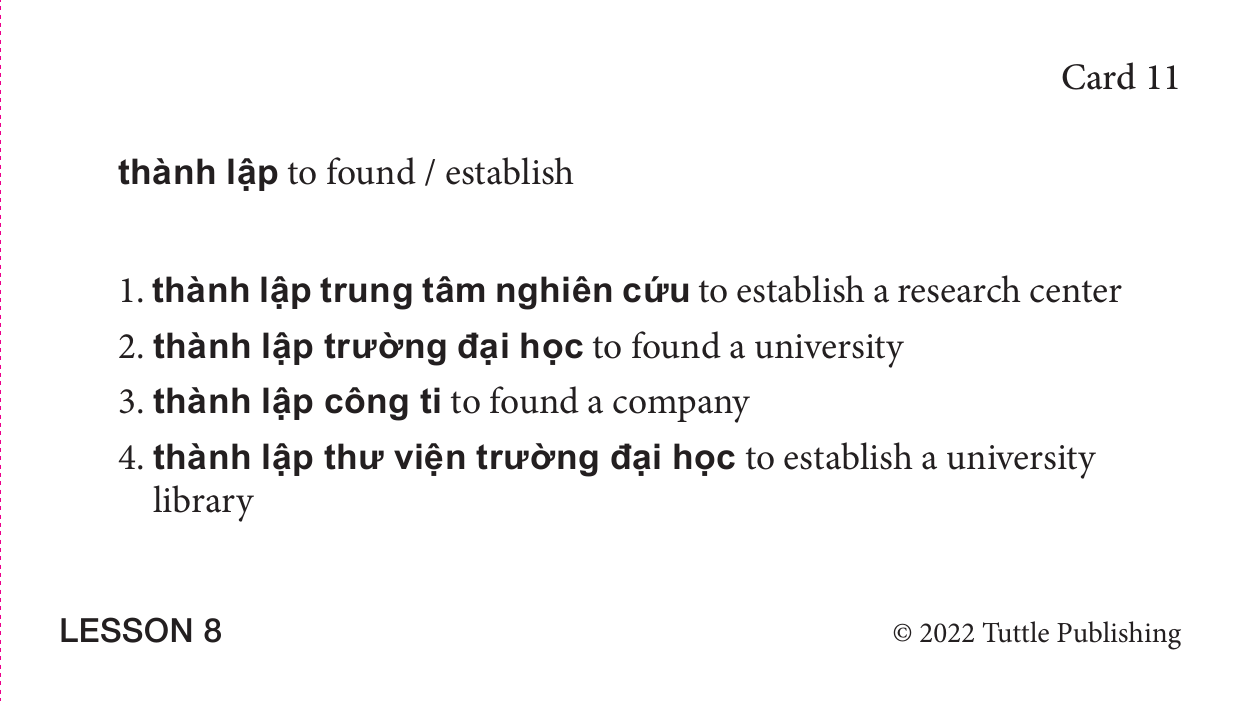 Card 11
thành lập to found / establish
1. thành lập trung tâm nghiên cứu to establish a research center
2. thành lập trường đại học to found a university
3. thành lập công ti to found a company
4. thành lập thư viện trường đại học to establish a university
library
LESSON 8
© 2022 Tuttle Publishing